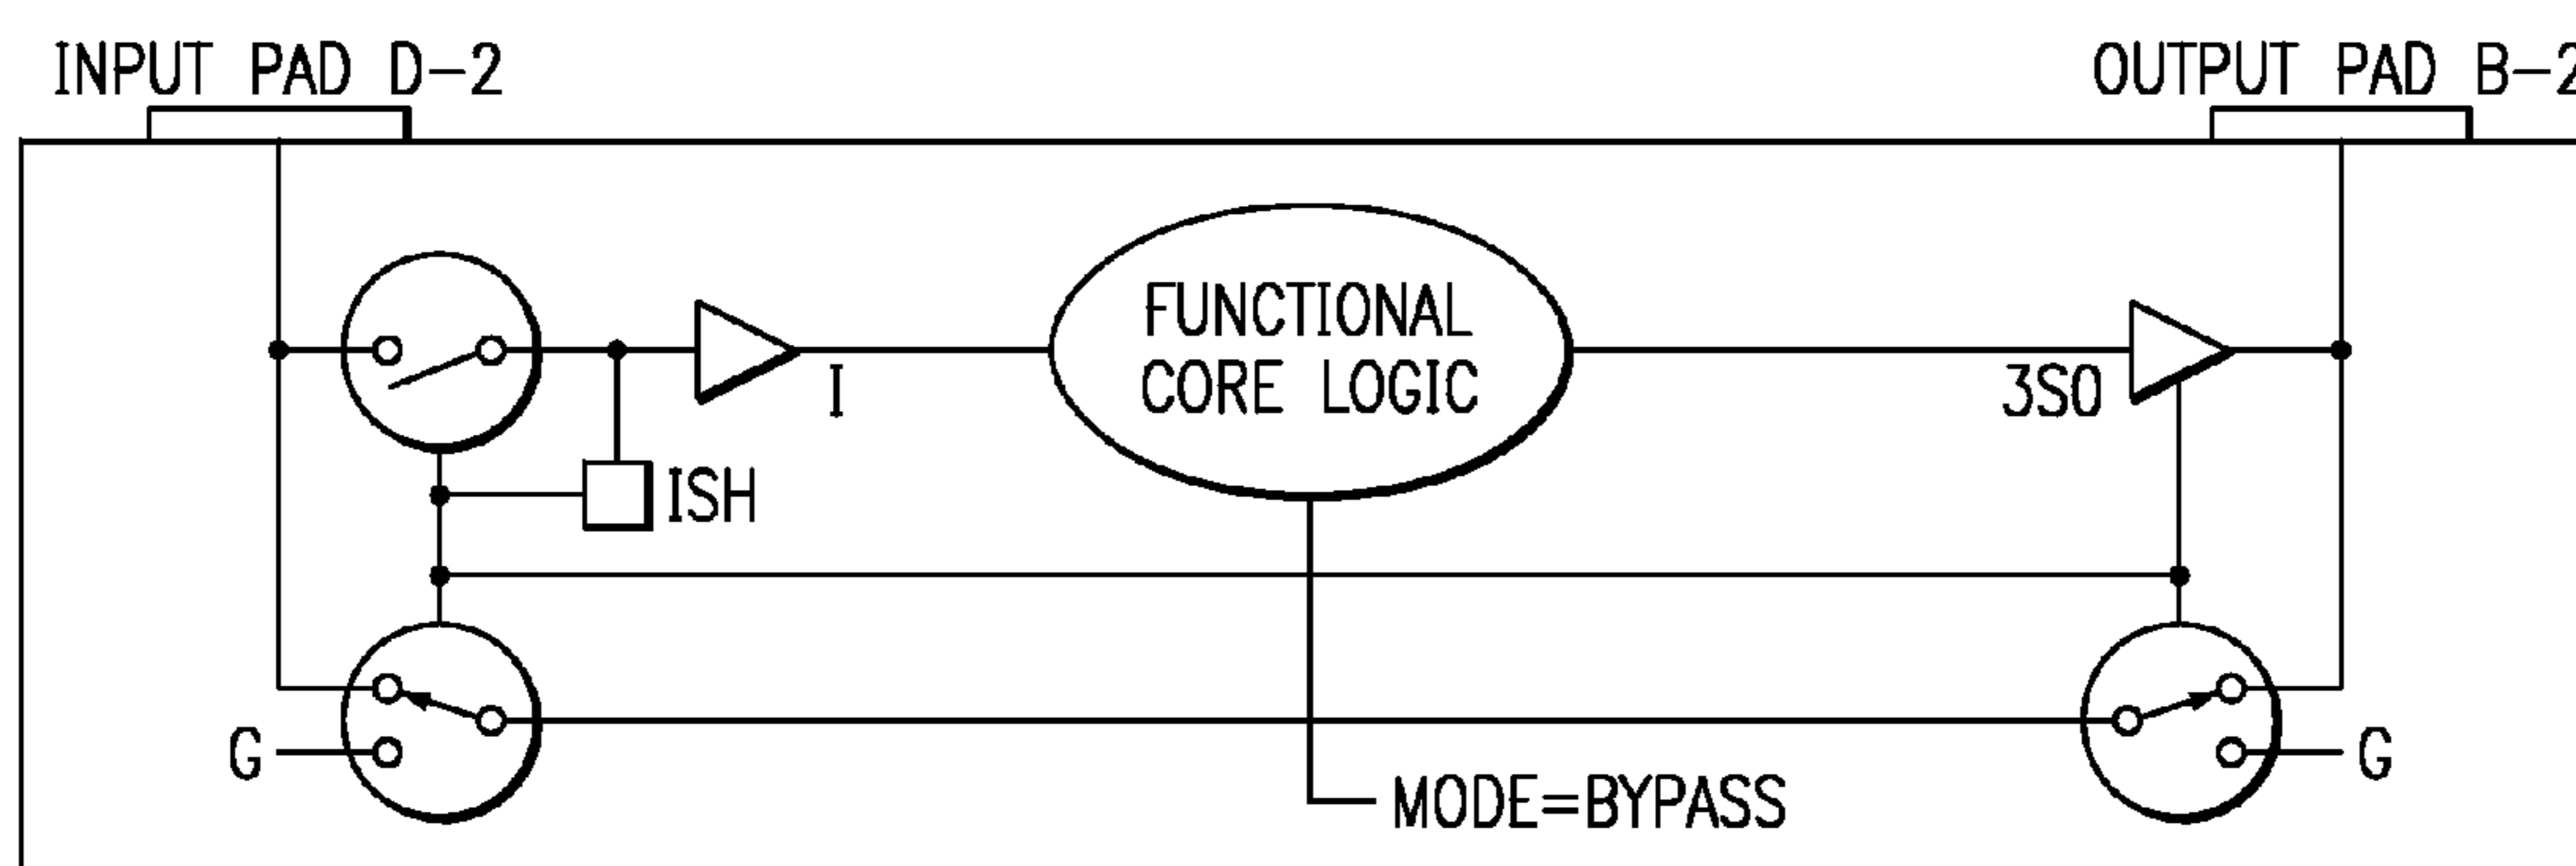 INPUT PAD D-2
OUTPUT PAD B-2
FUNCTIONAL
CORE LOGIC
I
3SO
ISH
G
G
MODE=BYPASS